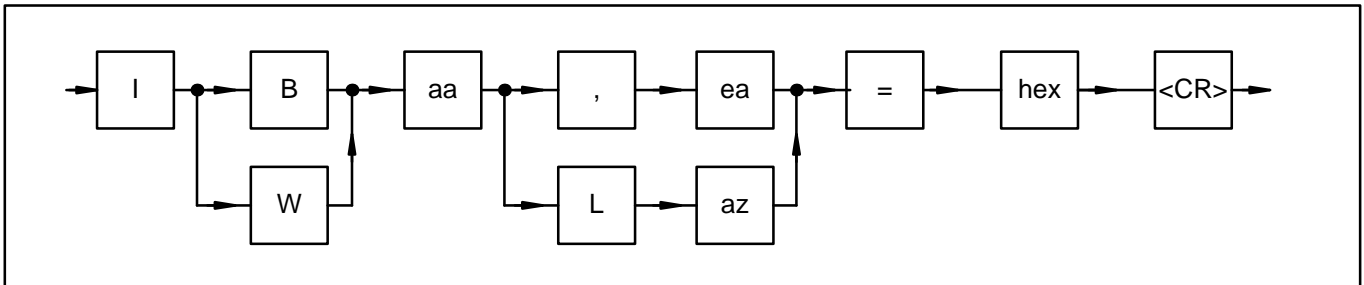 I B aa , ea = hex <CR>
W L az